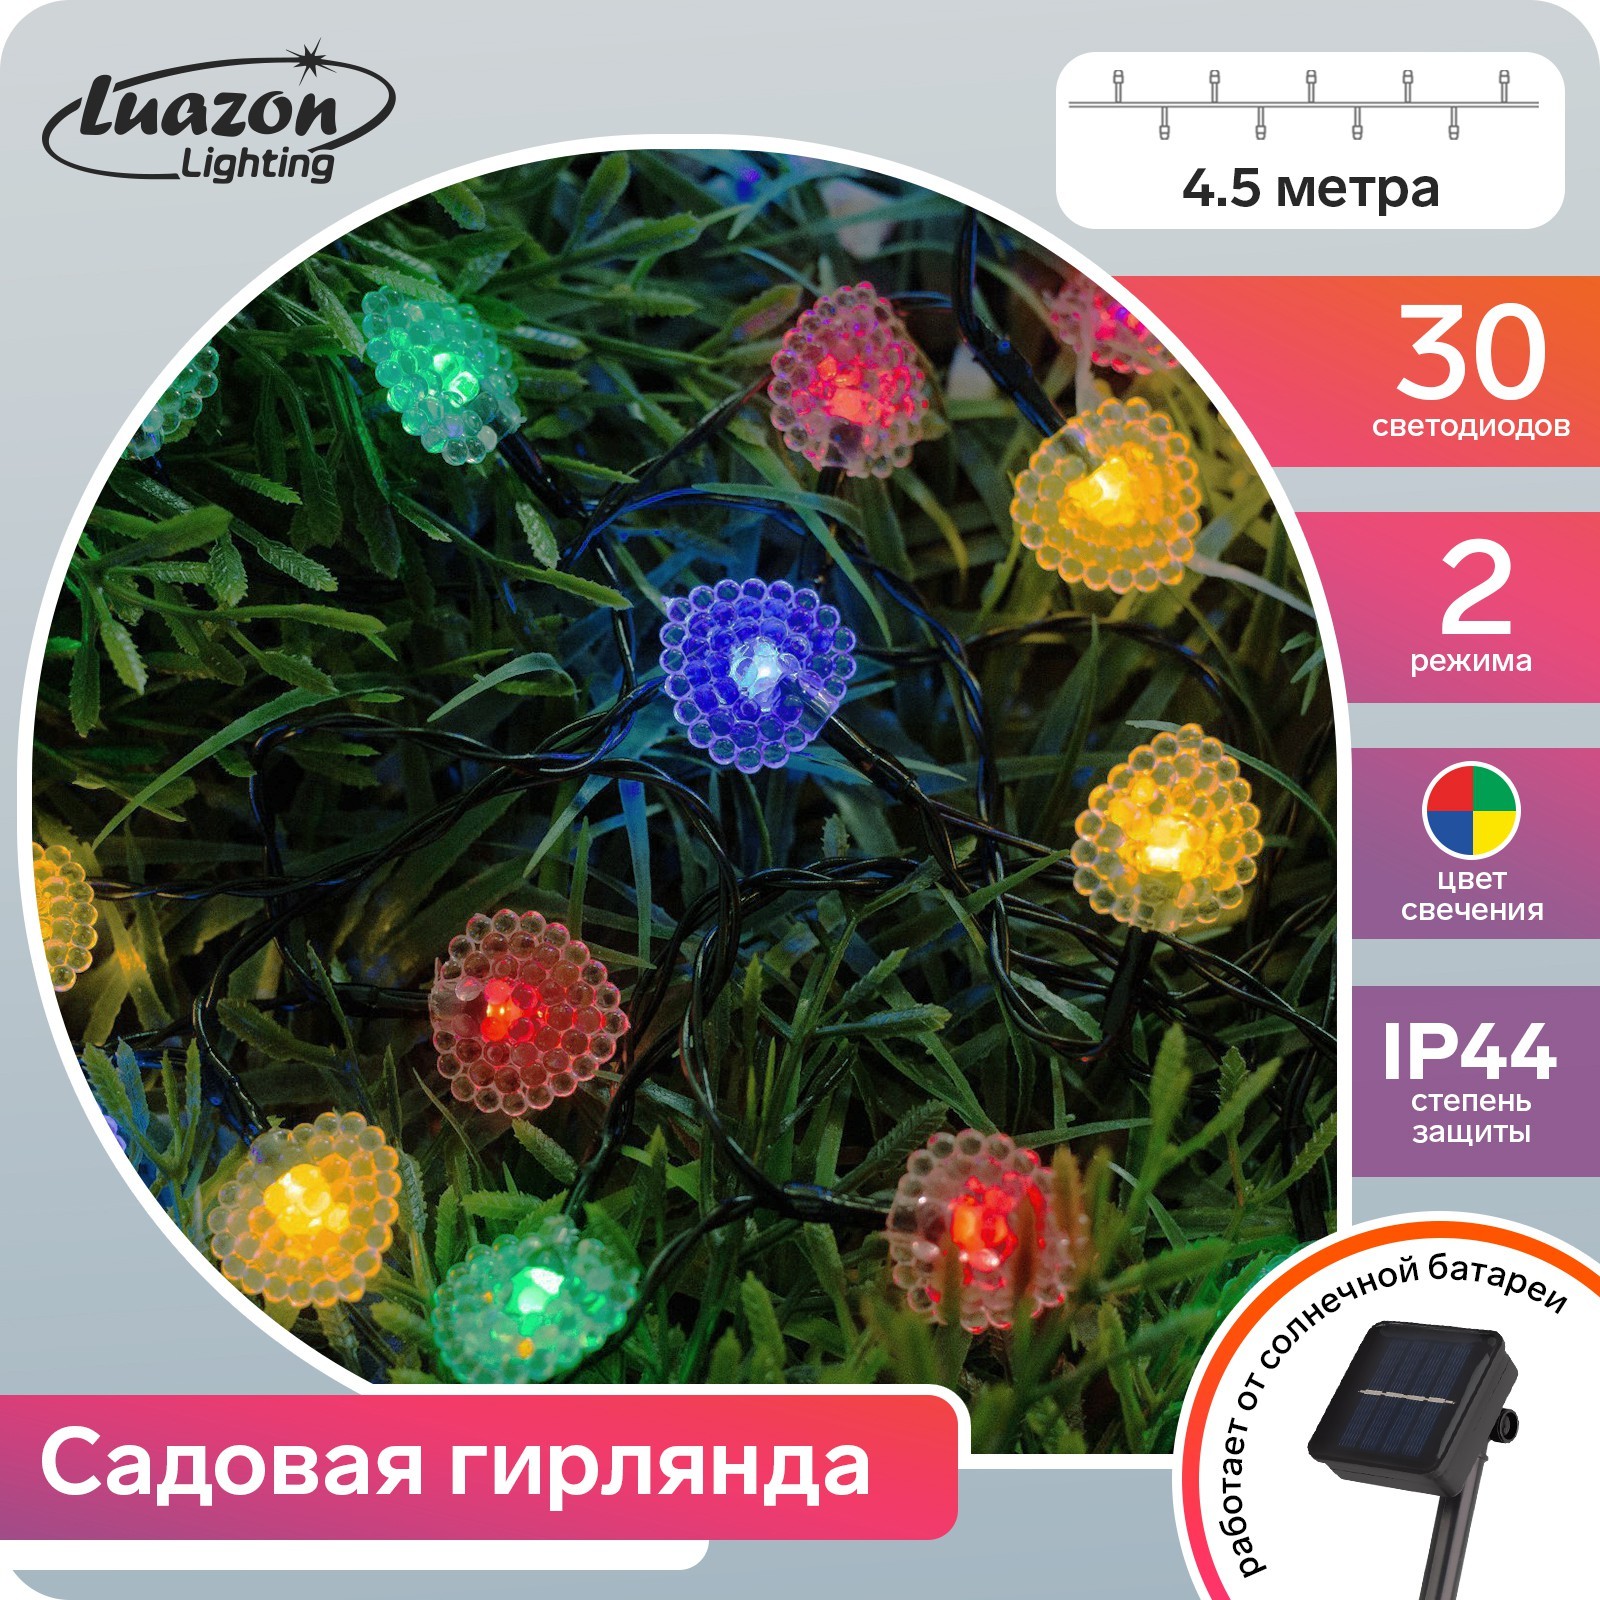 Luazon
Lighting
4.5 метра
30
светодиодов
2
режима
цвет
свечения
IP44
степень
защиты
работает от солнечной батареи
Садовая гирлянда